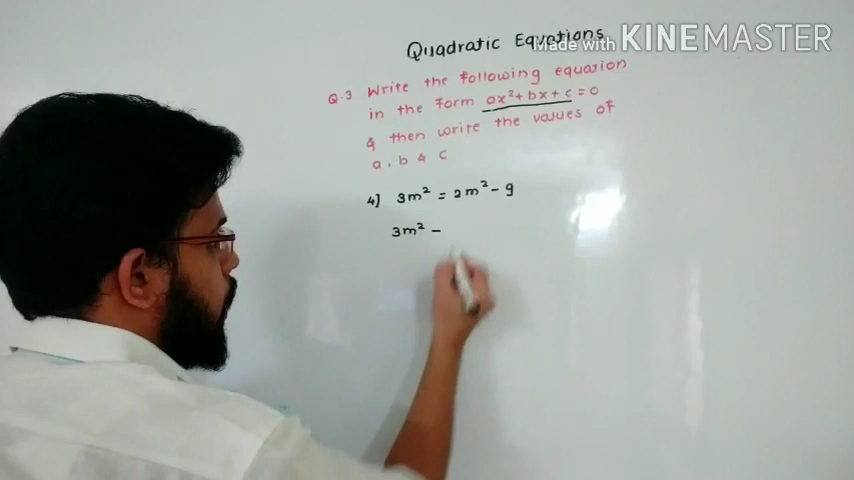 Quadratic Equations
Made with KINEMASTER
Q.3 Write the following equation
in the form ax²+bx+c=0
& then write the values of
a, b & c
4] 3m² = 2m² - 9
3m² -